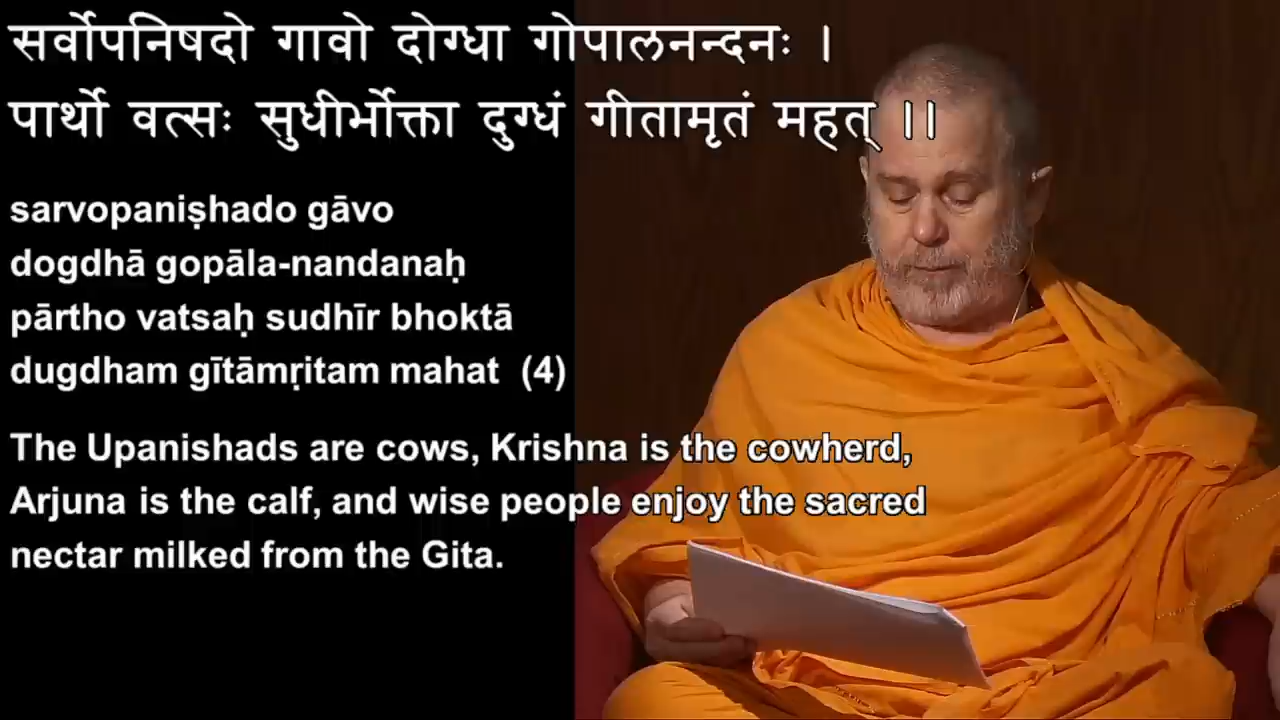 सर्वोपनिषदो गावो दोग्धा गोपालनन्दनः ।
पार्थो वत्सः सुधीर्भोक्ता दुग्धं गीतामृतं महत् ।।
sarvopaniṣhado gāvo
dogdhā gopāla-nandanaḥ
pārtho vatsaḥ sudhīr bhoktā
dugdham gītāmṛitam mahat (4)
The Upanishads are cows, Krishna is the cowherd,
Arjuna is the calf, and wise people enjoy the sacred
nectar milked from the Gita.